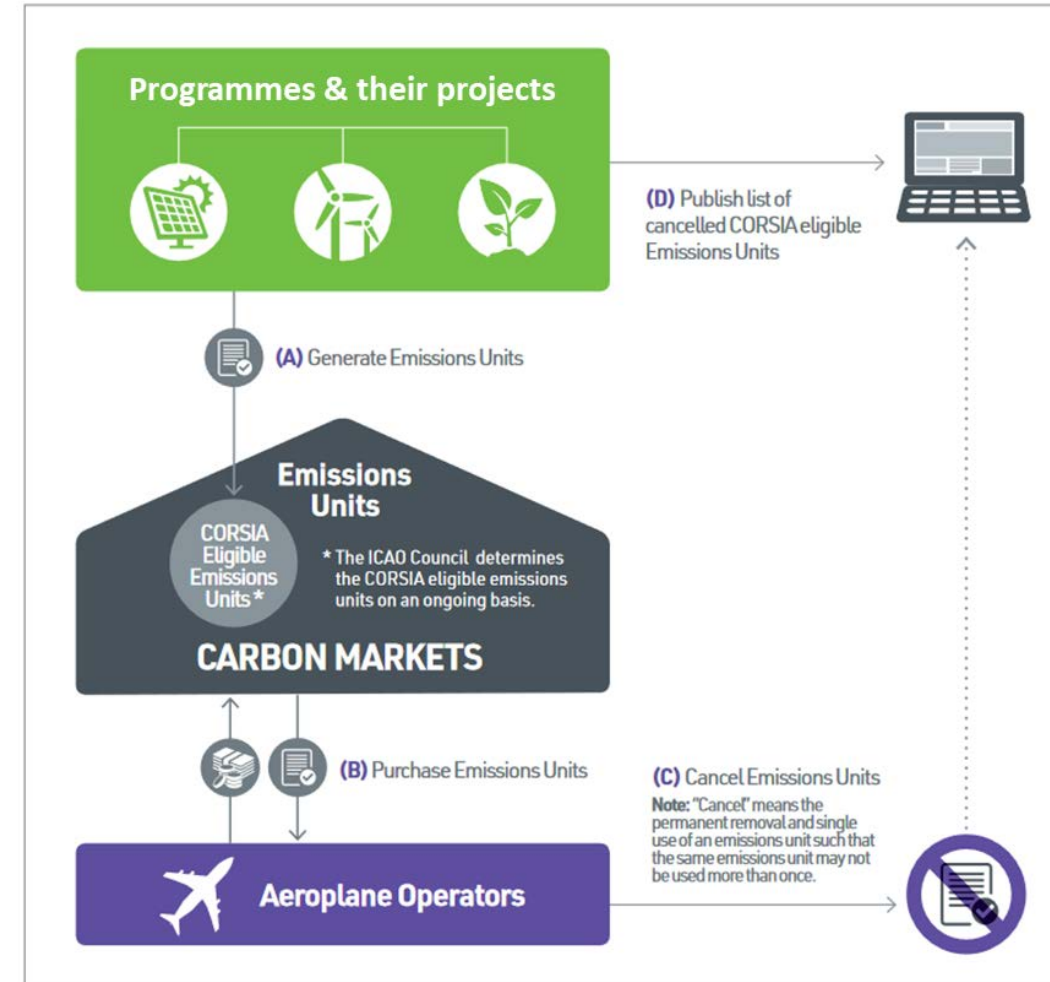 Programmes & their projects
(D) Publish list of
cancelled CORSIA eligible
Emissions Units
(A) Generate Emissions Units
Emissions
Units
CORSIA
Eligible
Emissions
Units *
* The ICAO Council determines
the CORSIA eligible emissions
units on an ongoing basis.
CARBON MARKETS
(B) Purchase Emissions Units
(C) Cancel Emissions Units
Note: "Cancel" means the
permanent removal and single
use of an emissions unit such that
the same emissions unit may not
be used more than once.
Aeroplane Operators